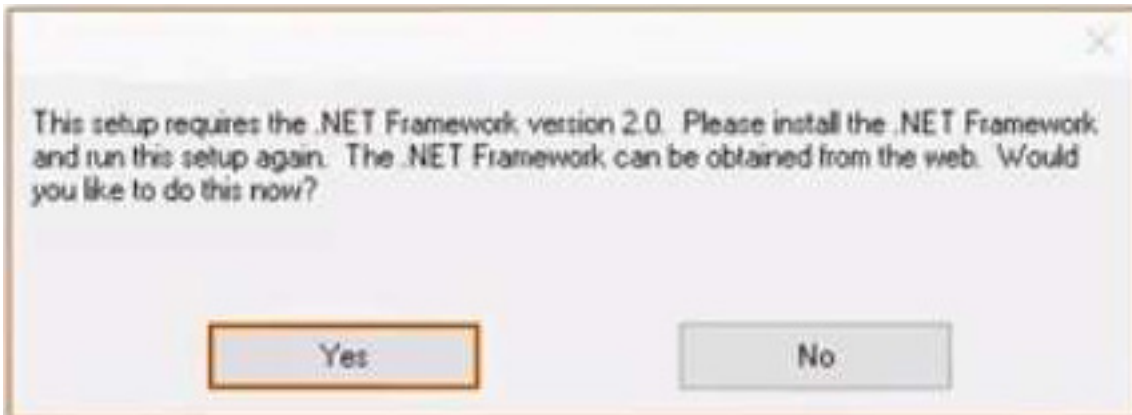 This setup requires the .NET Framework version 2.0. Please install the .NET Framework
and run this setup again. The .NET Framework can be obtained from the web. Would
you like to do this now?
Yes
No